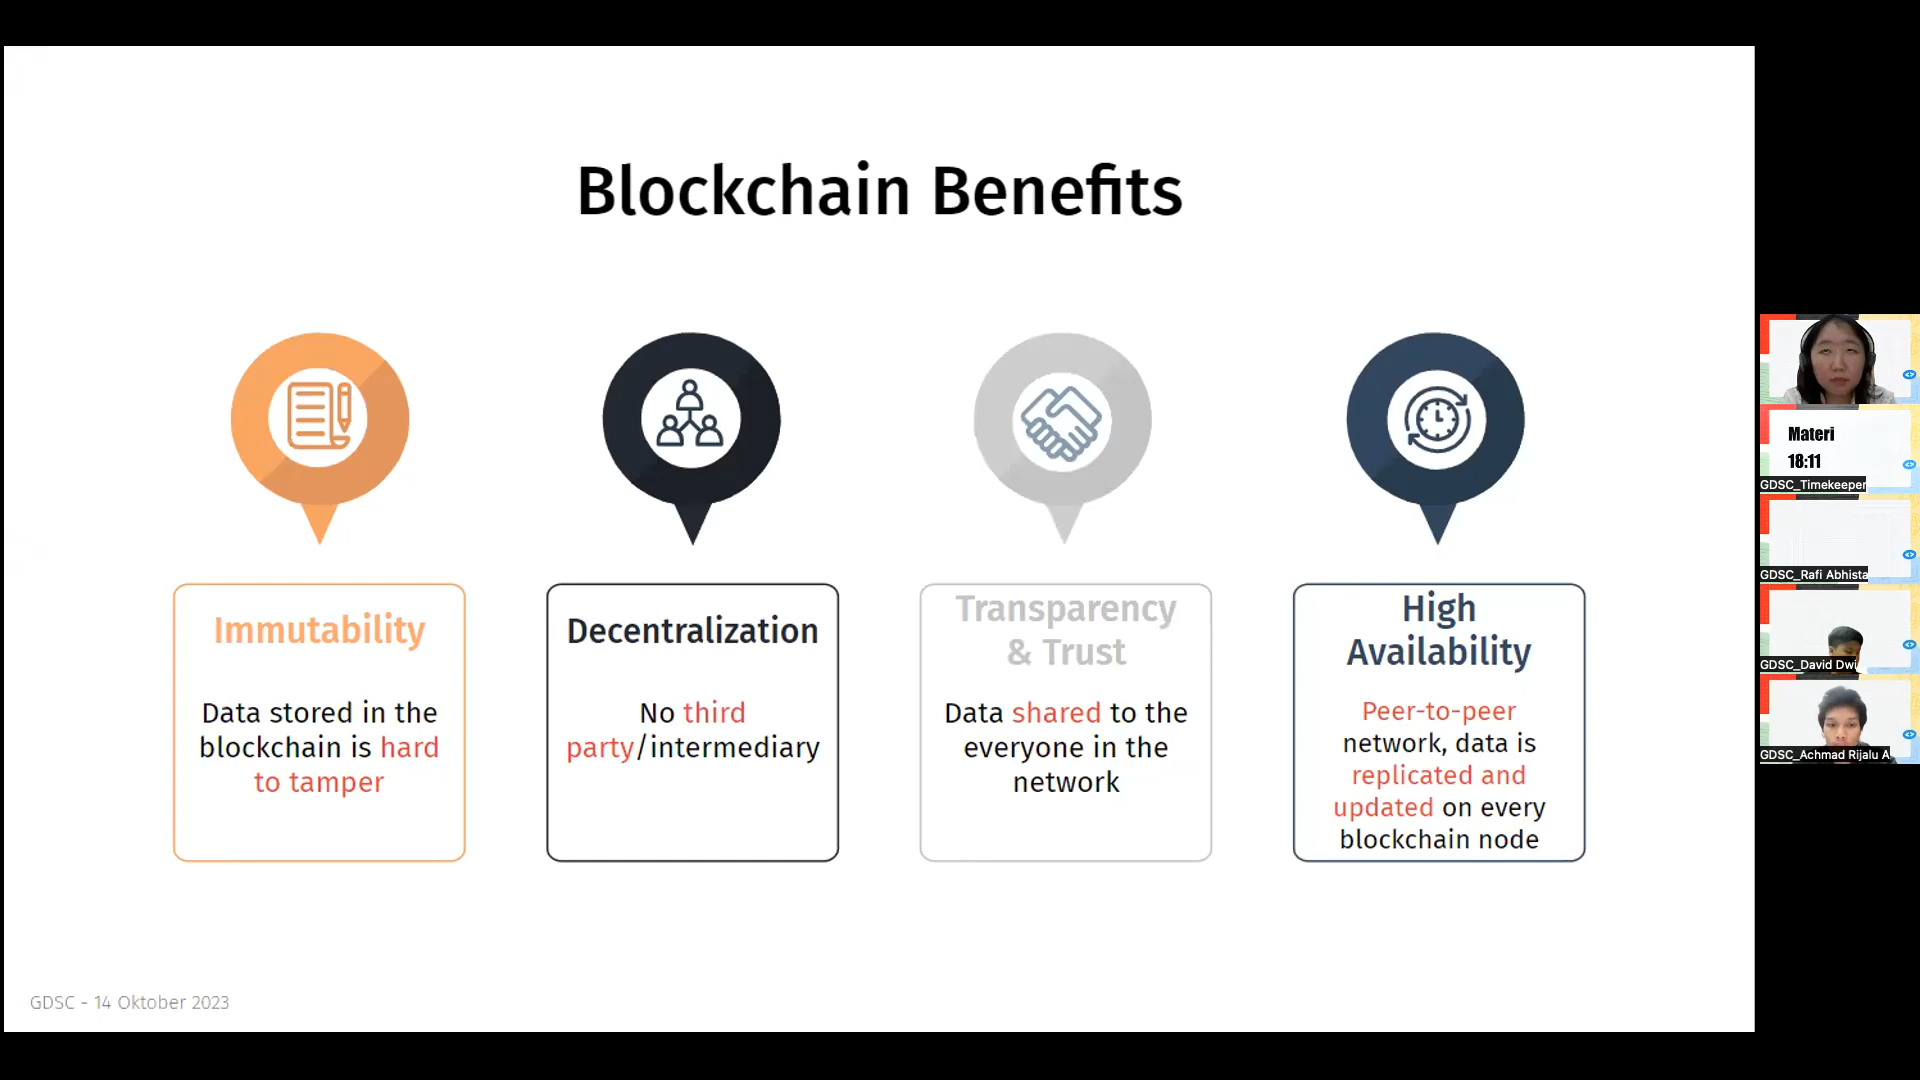 Blockchain Benefits
Immutability
Data stored in the
blockchain is hard
to tamper
Decentralization
No third
party/intermediary
Transparency
& Trust
Data shared to the
everyone in the
network
High
Availability
Peer-to-peer
network, data is
replicated and
updated on every
blockchain node
GDSC - 14 Oktober 2023
Materi
18:11
GDSC_Timekeeper
GDSC_Rafi Abhista
GDSC_David Dwi
GDSC_Achmad Rijalu A